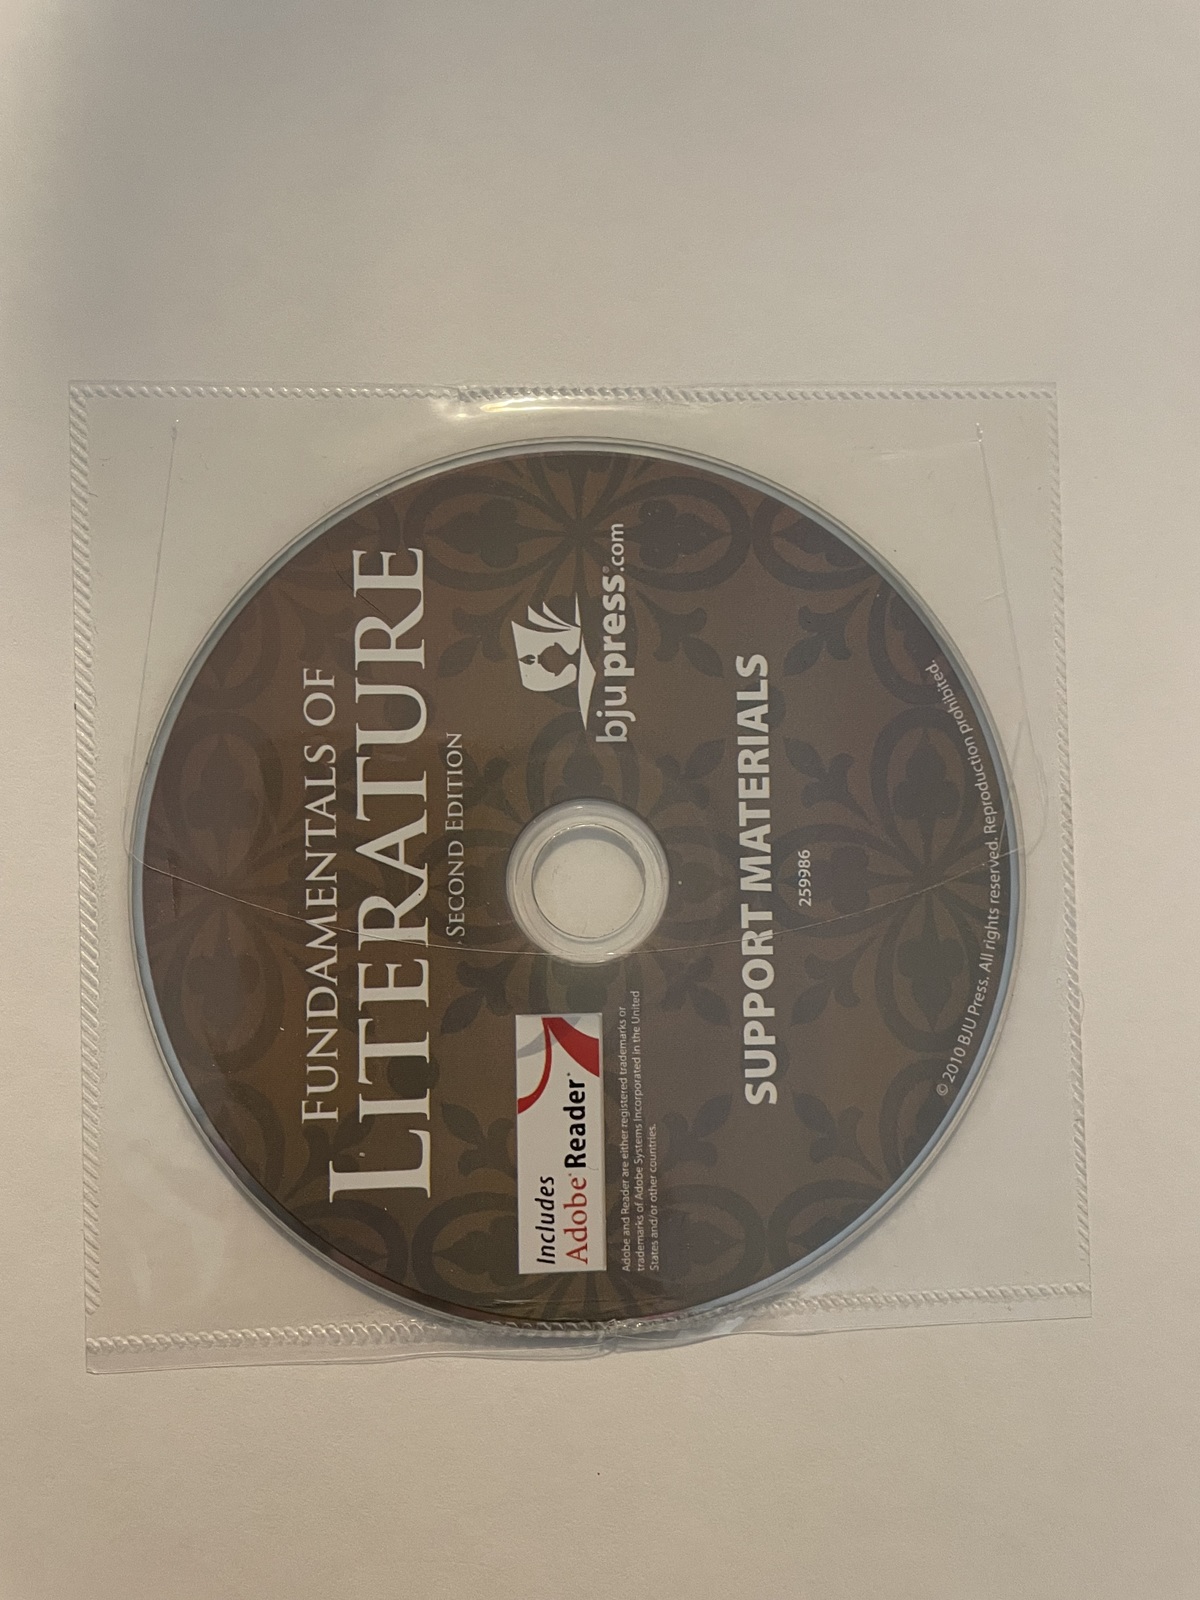 FUNDAMENTALS OF
LITERATURE
SECOND EDITION
Includes
Adobe® Reader®
Adobe and Reader are either registered trademarks or
trademarks of Adobe Systems Incorporated in the United
States and/or other countries.
bju press®.com
SUPPORT MATERIALS
259986
© 2010 BJU Press. All rights reserved. Reproduction prohibited.